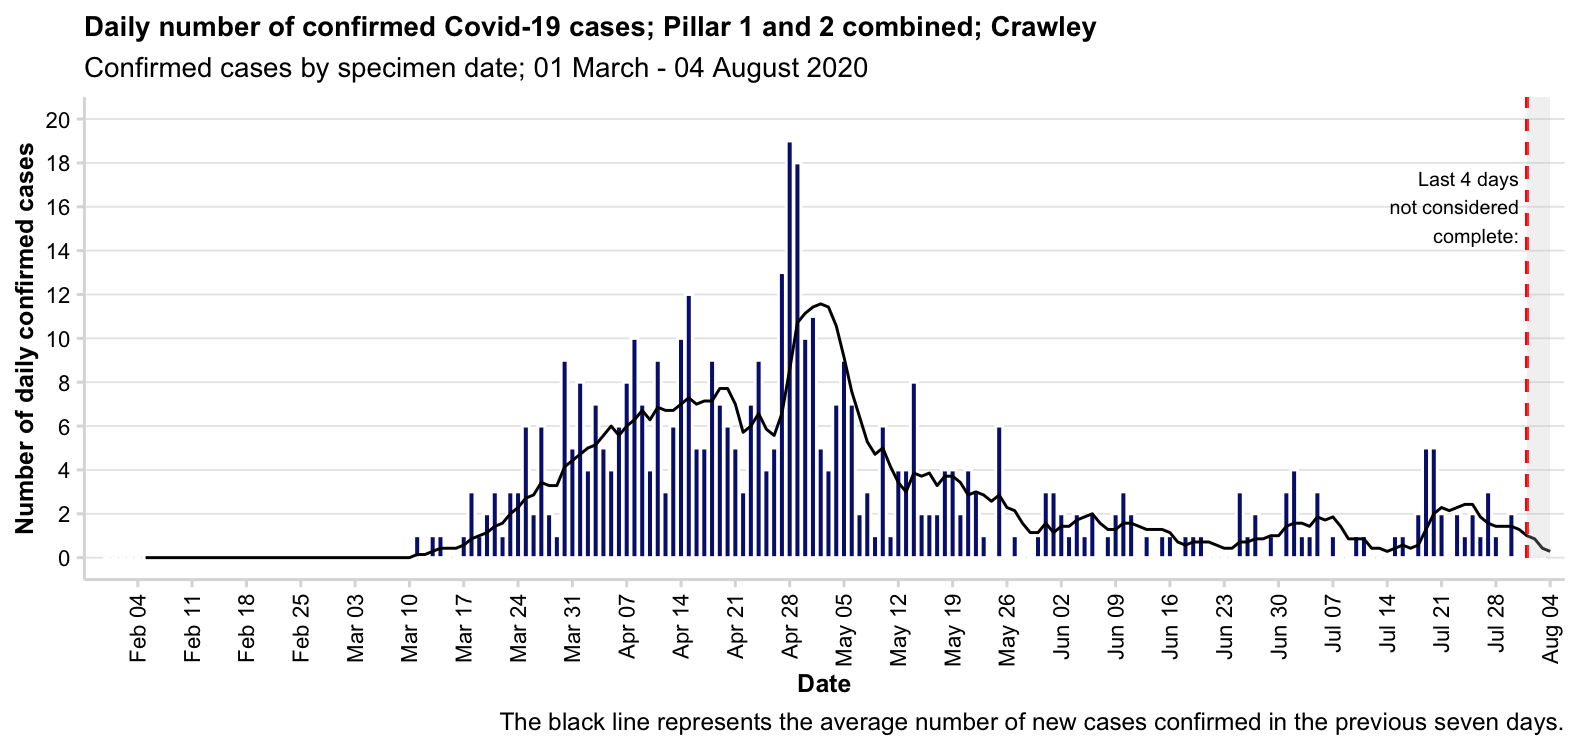 Daily number of confirmed Covid-19 cases; Pillar 1 and 2 combined; Crawley
Confirmed cases by specimen date; 01 March - 04 August 2020
Number of daily confirmed cases
20
18
16
14
12
10
8
6
4
2
0
Last 4 days
not considered
complete:
Feb 04
Feb 11
Feb 18
Feb 25
Mar 03
Mar 10
Mar 17
Mar 24
Mar 31
Apr 07
Apr 14
Apr 21
Apr 28
May 05
May 12
May 19
May 26
Jun 02
Jun 09
Jun 16
Jun 23
Jun 30
Jul 07
Jul 14
Jul 21
Jul 28
Aug 04
Date
The black line represents the average number of new cases confirmed in the previous seven days.